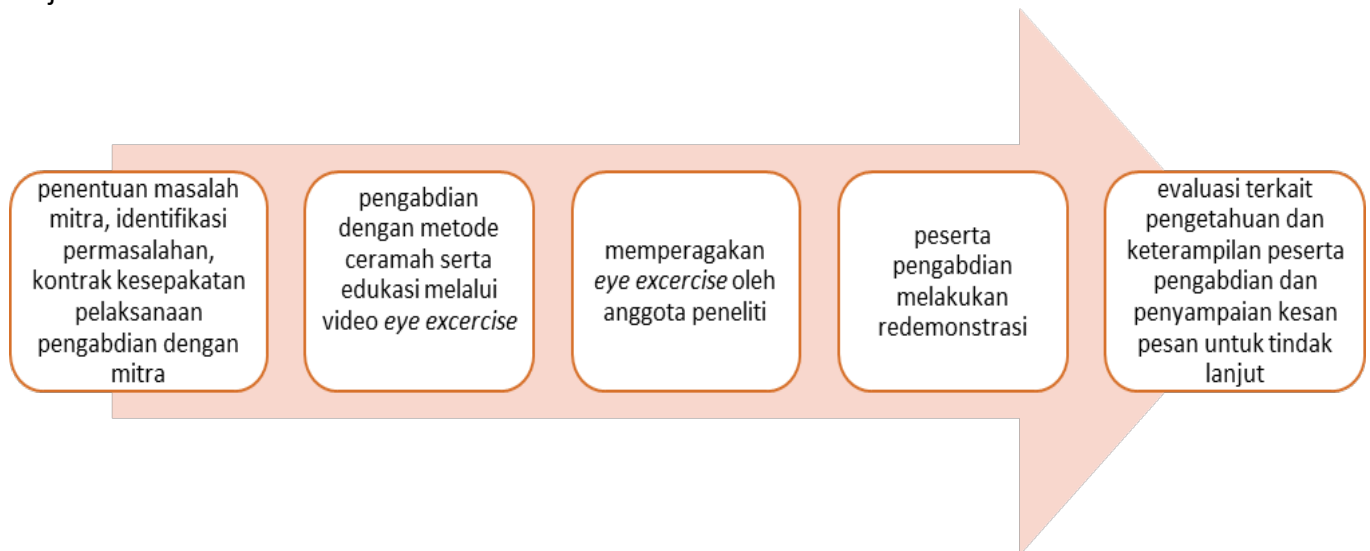 penentuan masalah
mitra, identifikasi
permasalahan,
kontrak kesepakatan
pelaksanaan
pengabdian dengan
mitra
pengabdian
dengan metode
ceramah serta
edukasi melalui
video eye excercise
memperagakan
eye excercise oleh
anggota peneliti
peserta
pengabdian
melakukan
redemonstrasi
evaluasi terkait
pengetahuan dan
keterampilan peserta
pengabdian dan
penyampaian kesan
pesan untuk tindak
lanjut